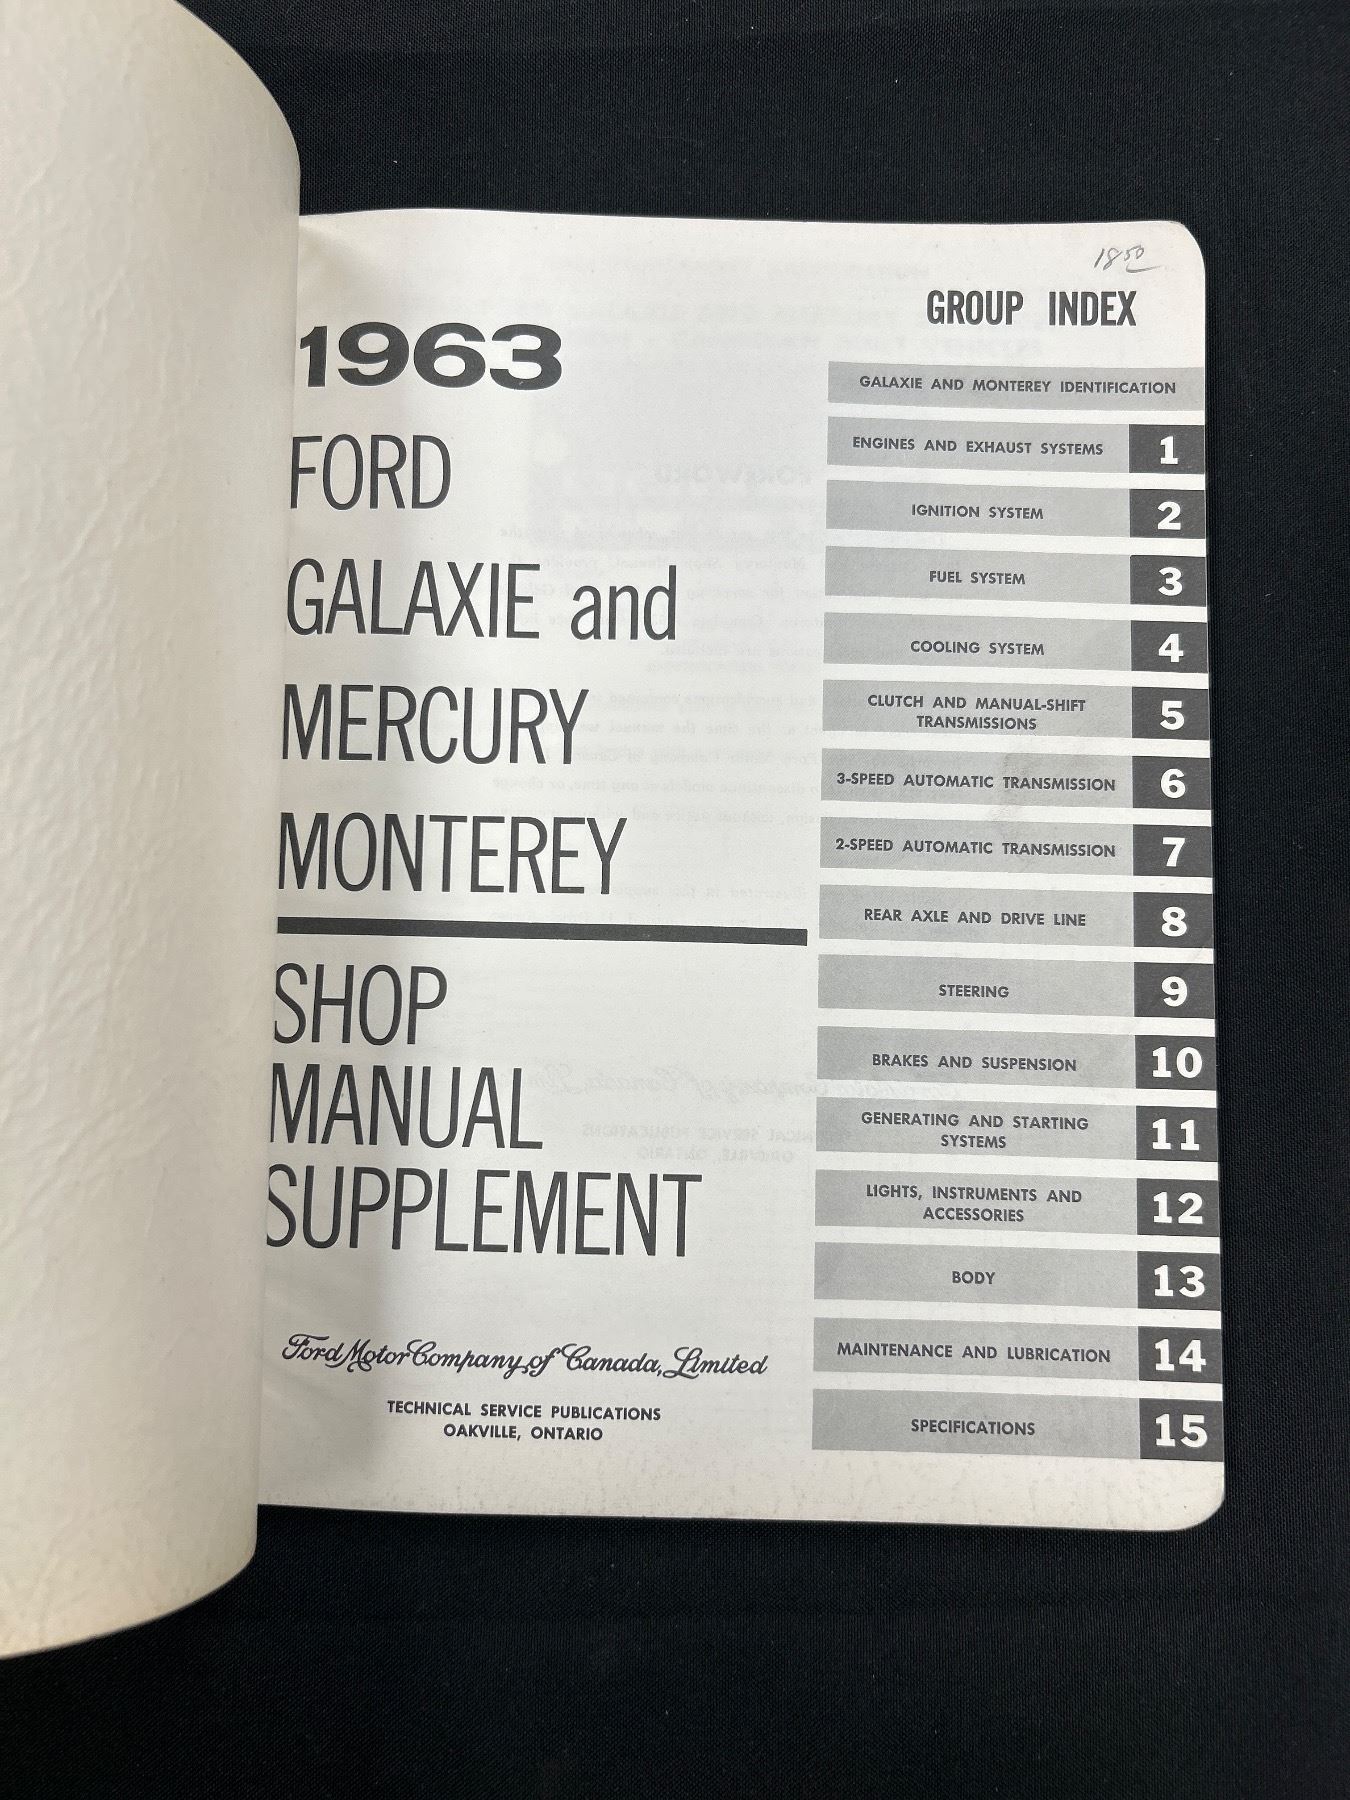 1850
1963
FORD
GALAXIE and
MERCURY
MONTEREY
SHOP
MANUAL
SUPPLEMENT
Ford Motor Company of Canada, Limited
TECHNICAL SERVICE PUBLICATIONS
OAKVILLE, ONTARIO
GROUP INDEX
GALAXIE AND MONTEREY IDENTIFICATION
ENGINES AND EXHAUST SYSTEMS 1
IGNITION SYSTEM 2
FUEL SYSTEM 3
COOLING SYSTEM 4
CLUTCH AND MANUAL-SHIFT
TRANSMISSIONS 5
3-SPEED AUTOMATIC TRANSMISSION 6
2-SPEED AUTOMATIC TRANSMISSION 7
REAR AXLE AND DRIVE LINE 8
STEERING 9
BRAKES AND SUSPENSION 10
GENERATING AND STARTING
SYSTEMS 11
LIGHTS, INSTRUMENTS AND
ACCESSORIES 12
BODY 13
MAINTENANCE AND LUBRICATION 14
SPECIFICATIONS 15